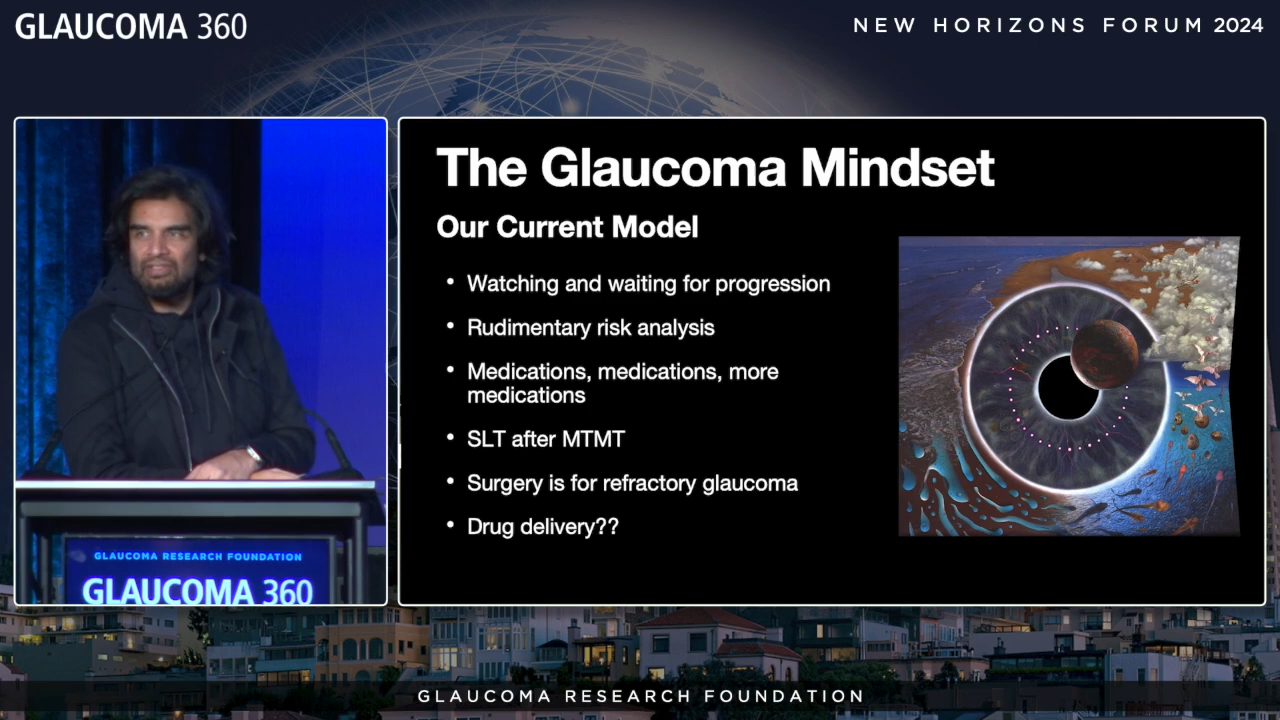 GLAUCOMA 360
NEW HORIZONS FORUM 2024
The Glaucoma Mindset
Our Current Model
• Watching and waiting for progression
• Rudimentary risk analysis
• Medications, medications, more
medications
• SLT after MTMT
• Surgery is for refractory glaucoma
• Drug delivery??
GLAUCOMA RESEARCH FOUNDATION
GLAUCOMA 360
GLAUCOMA RESEARCH FOUNDATION